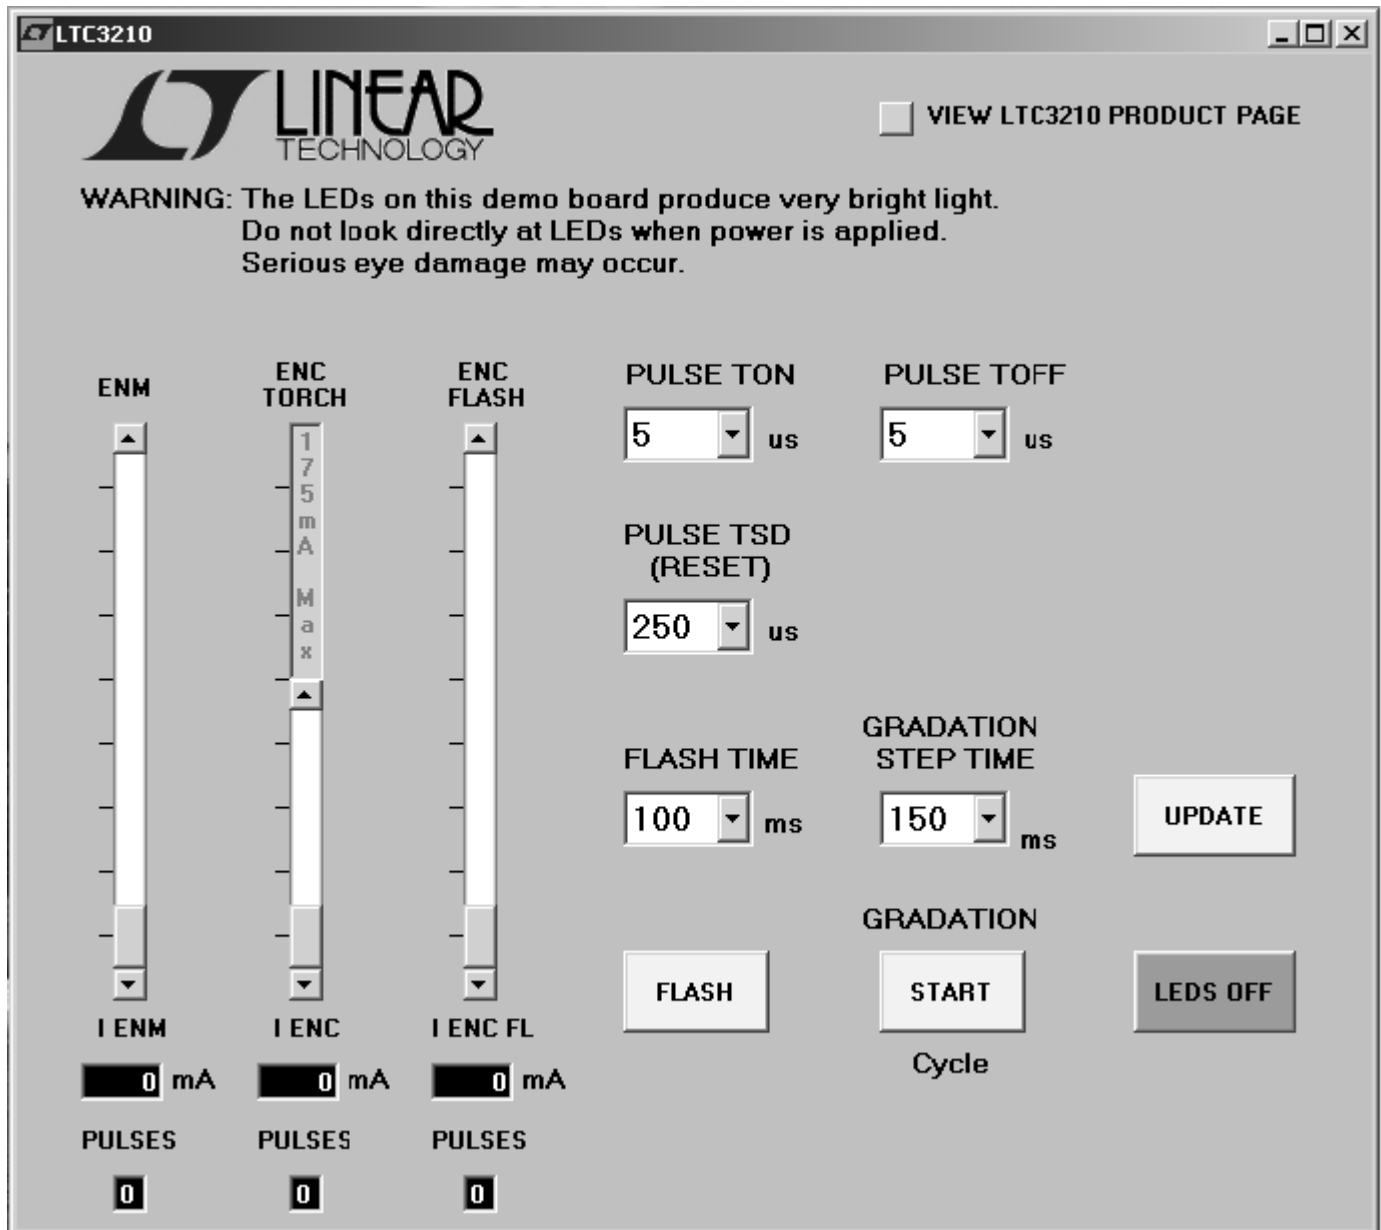 LTC3210
LINEAR
TECHNOLOGY
VIEW LTC3210 PRODUCT PAGE
WARNING: The LEDs on this demo board produce very bright light.
Do not look directly at LEDs when power is applied.
Serious eye damage may occur.
ENM
ENC
TORCH
ENC
FLASH
175mA Max
PULSE TON
5 us
PULSE TOFF
5 us
PULSE TSD
(RESET)
250 us
FLASH TIME
100 ms
GRADATION
STEP TIME
150 ms
UPDATE
FLASH
GRADATION
START
Cycle
LEDS OFF
I ENM
0 mA
PULSES
0
I ENC
0 mA
PULSES
0
I ENC FL
0 mA
PULSES
0